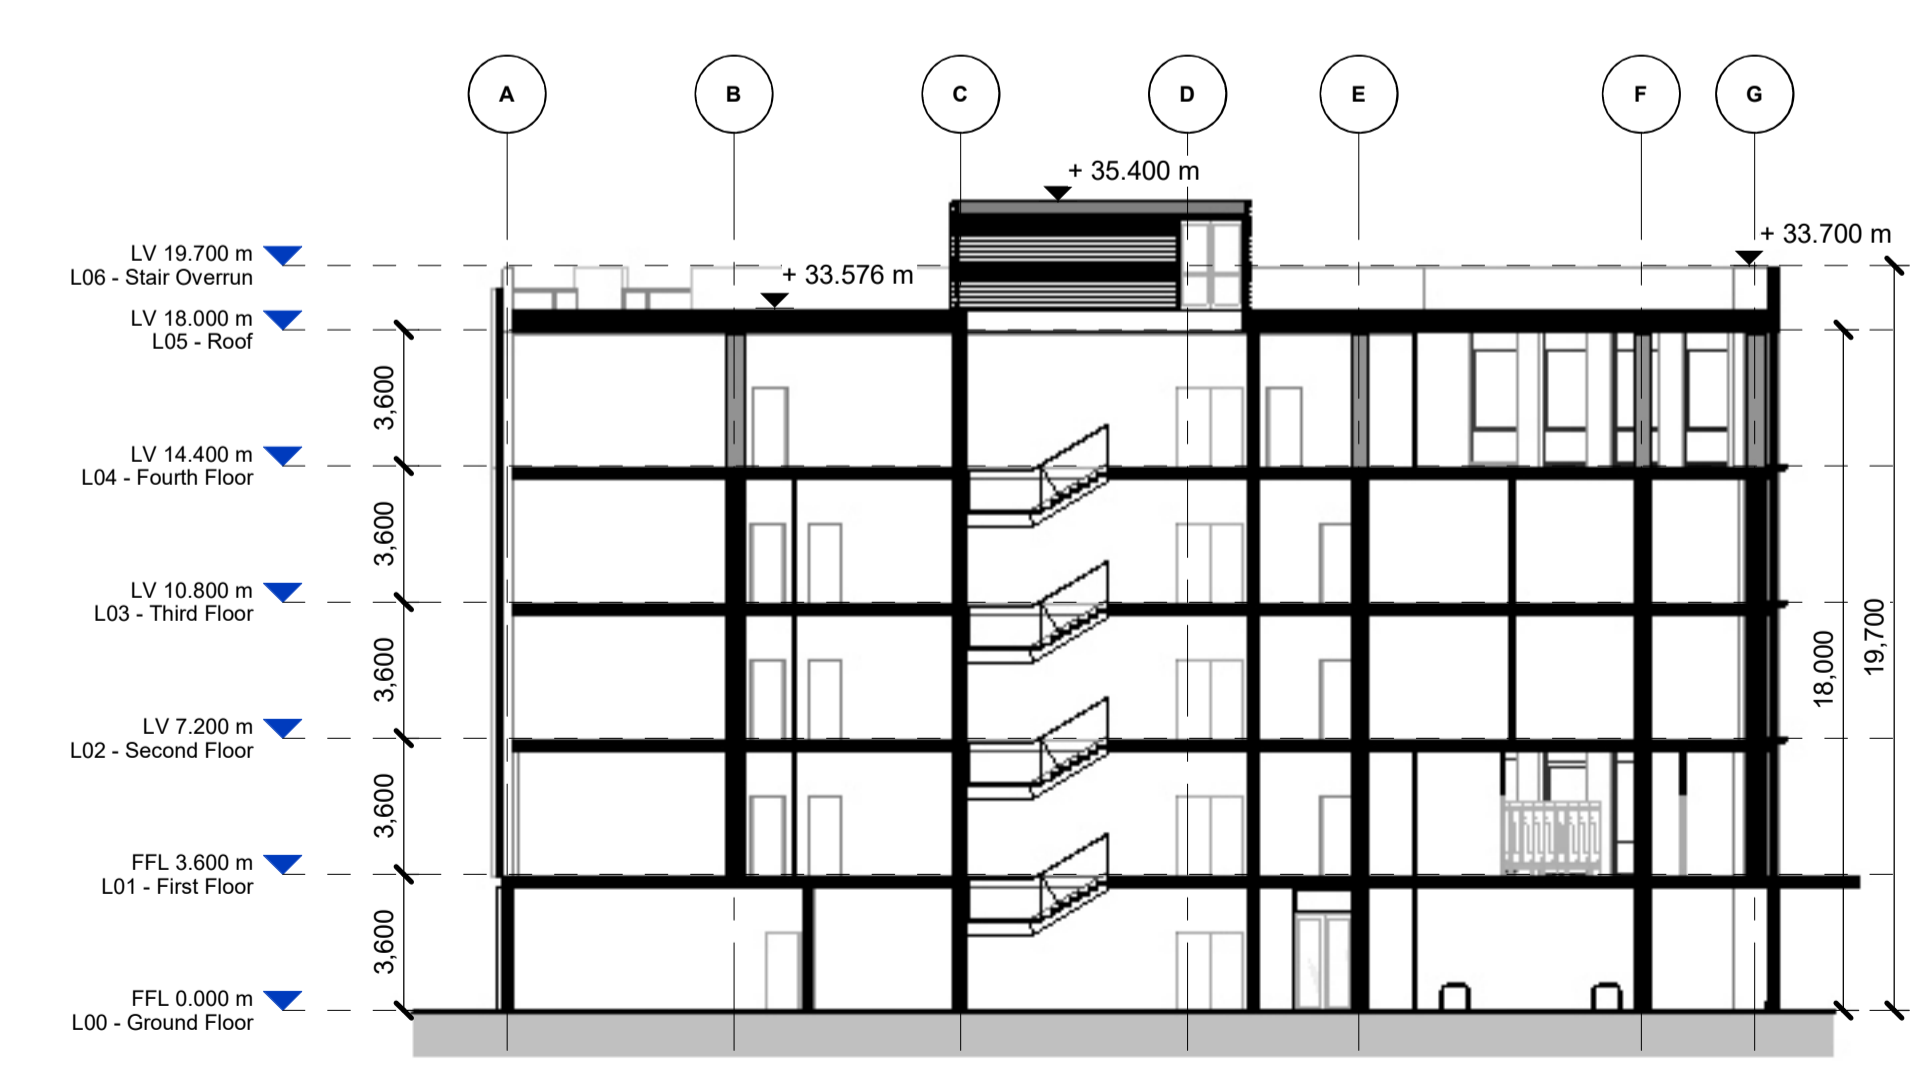 A
B
C
D
E
F
G
+ 35.400 m
+ 33.700 m
+ 33.576 m
LV 19.700 m
L06 - Stair Overrun
LV 18.000 m
L05 - Roof
3,600
LV 14.400 m
L04 - Fourth Floor
3,600
LV 10.800 m
L03 - Third Floor
3,600
LV 7.200 m
L02 - Second Floor
3,600
FFL 3.600 m
L01 - First Floor
3,600
FFL 0.000 m
L00 - Ground Floor
18,000
19,700